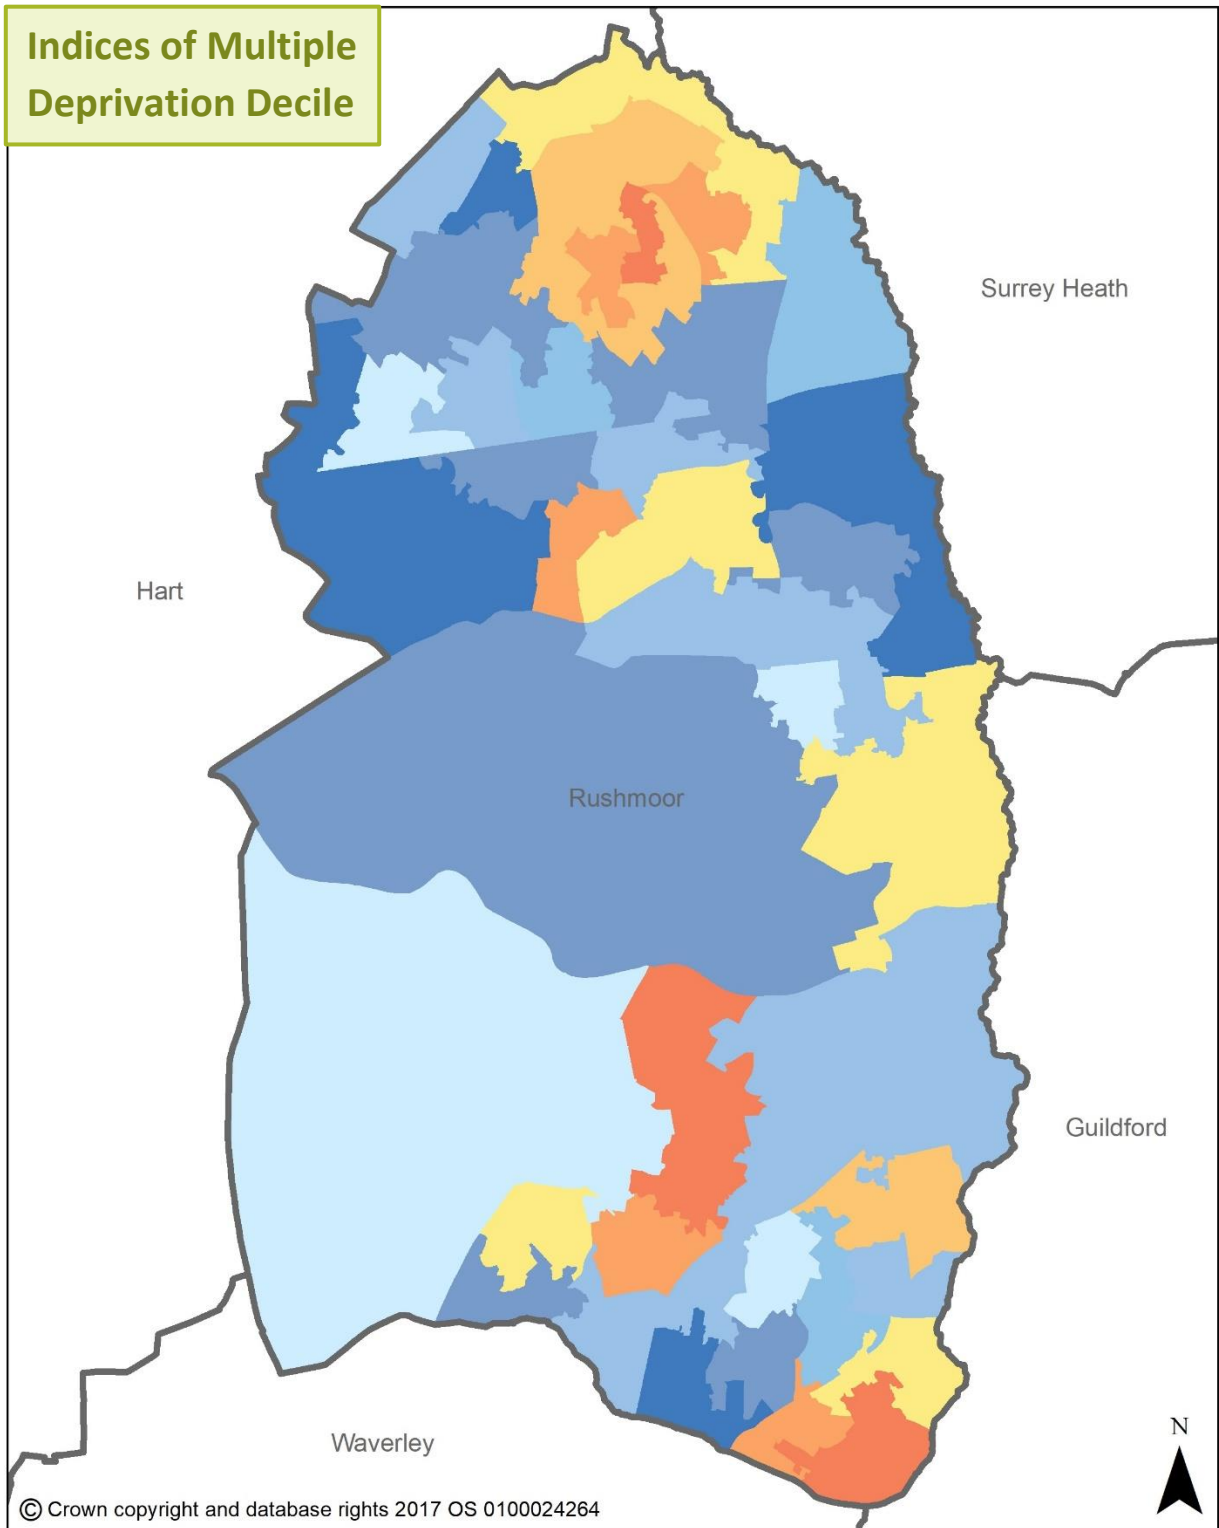 Indices of Multiple
Deprivation Decile
Surrey Heath
Hart
Rushmoor
Guildford
Waverley
N
© Crown copyright and database rights 2017 OS 0100024264